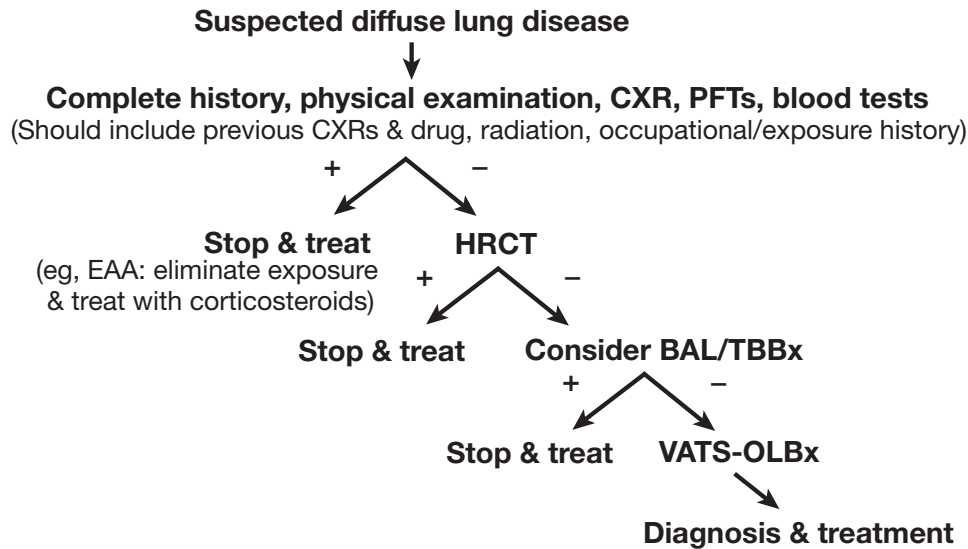 Suspected diffuse lung disease
Complete history, physical examination, CXR, PFTs, blood tests
(Should include previous CXRs & drug, radiation, occupational/exposure history)
+ –
Stop & treat HRCT
(eg, EAA: eliminate exposure + –
& treat with corticosteroids)
Stop & treat Consider BAL/TBBx
+ –
Stop & treat VATS-OLBx
Diagnosis & treatment